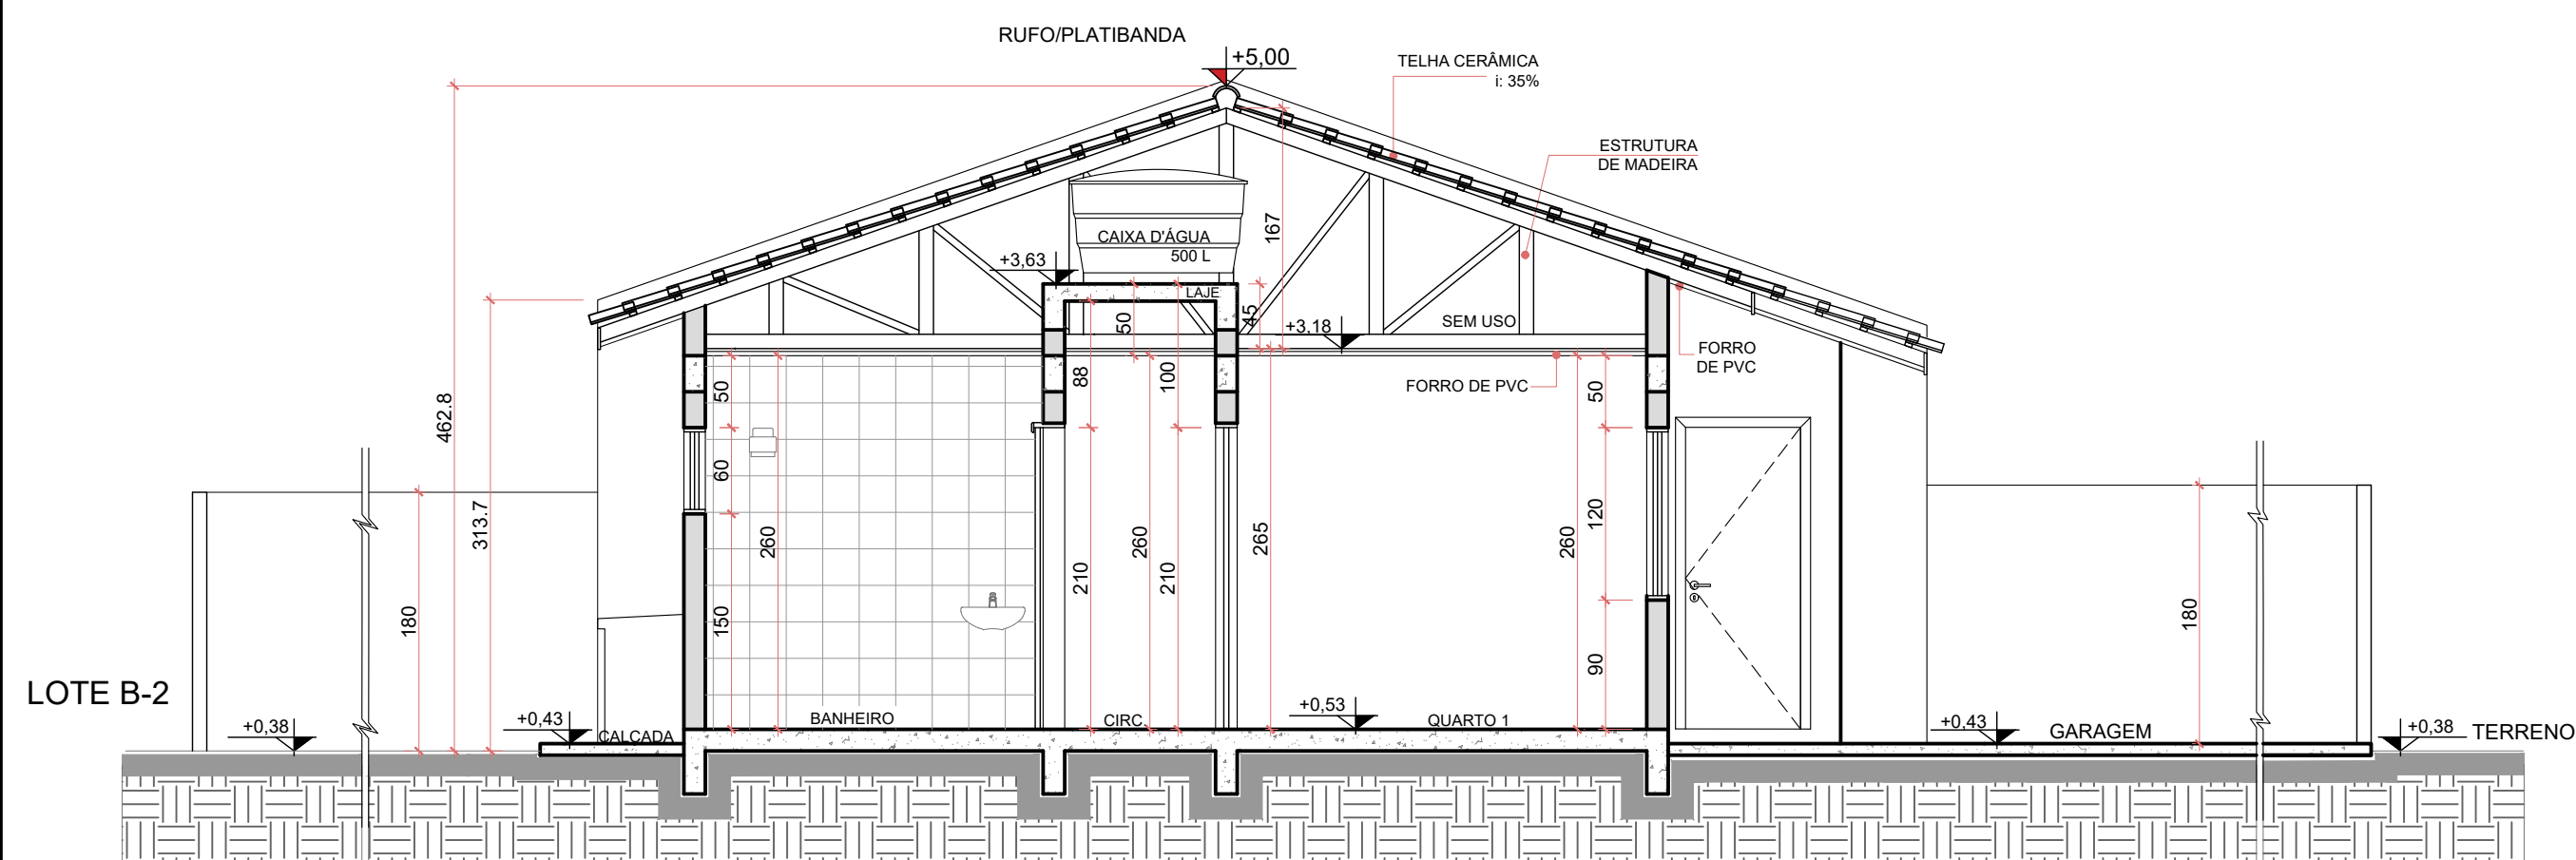 RUFO/PLATIBANDA
+5,00
TELHA CERÂMICA
i: 35%
ESTRUTURA
DE MADEIRA
167
CAIXA D'ÁGUA
500 L
+3,63
LAJE
50
45
SEM USO
+3,18
FORRO
DE PVC
FORRO DE PVC
462.8
313.7
180
50
60
150
260
88
210
100
260
210
265
260
50
120
90
180
LOTE B-2
+0,38
+0,43
CALÇADA
BANHEIRO
CIRC.
+0,53
QUARTO 1
+0,43
GARAGEM
+0,38
TERRENO